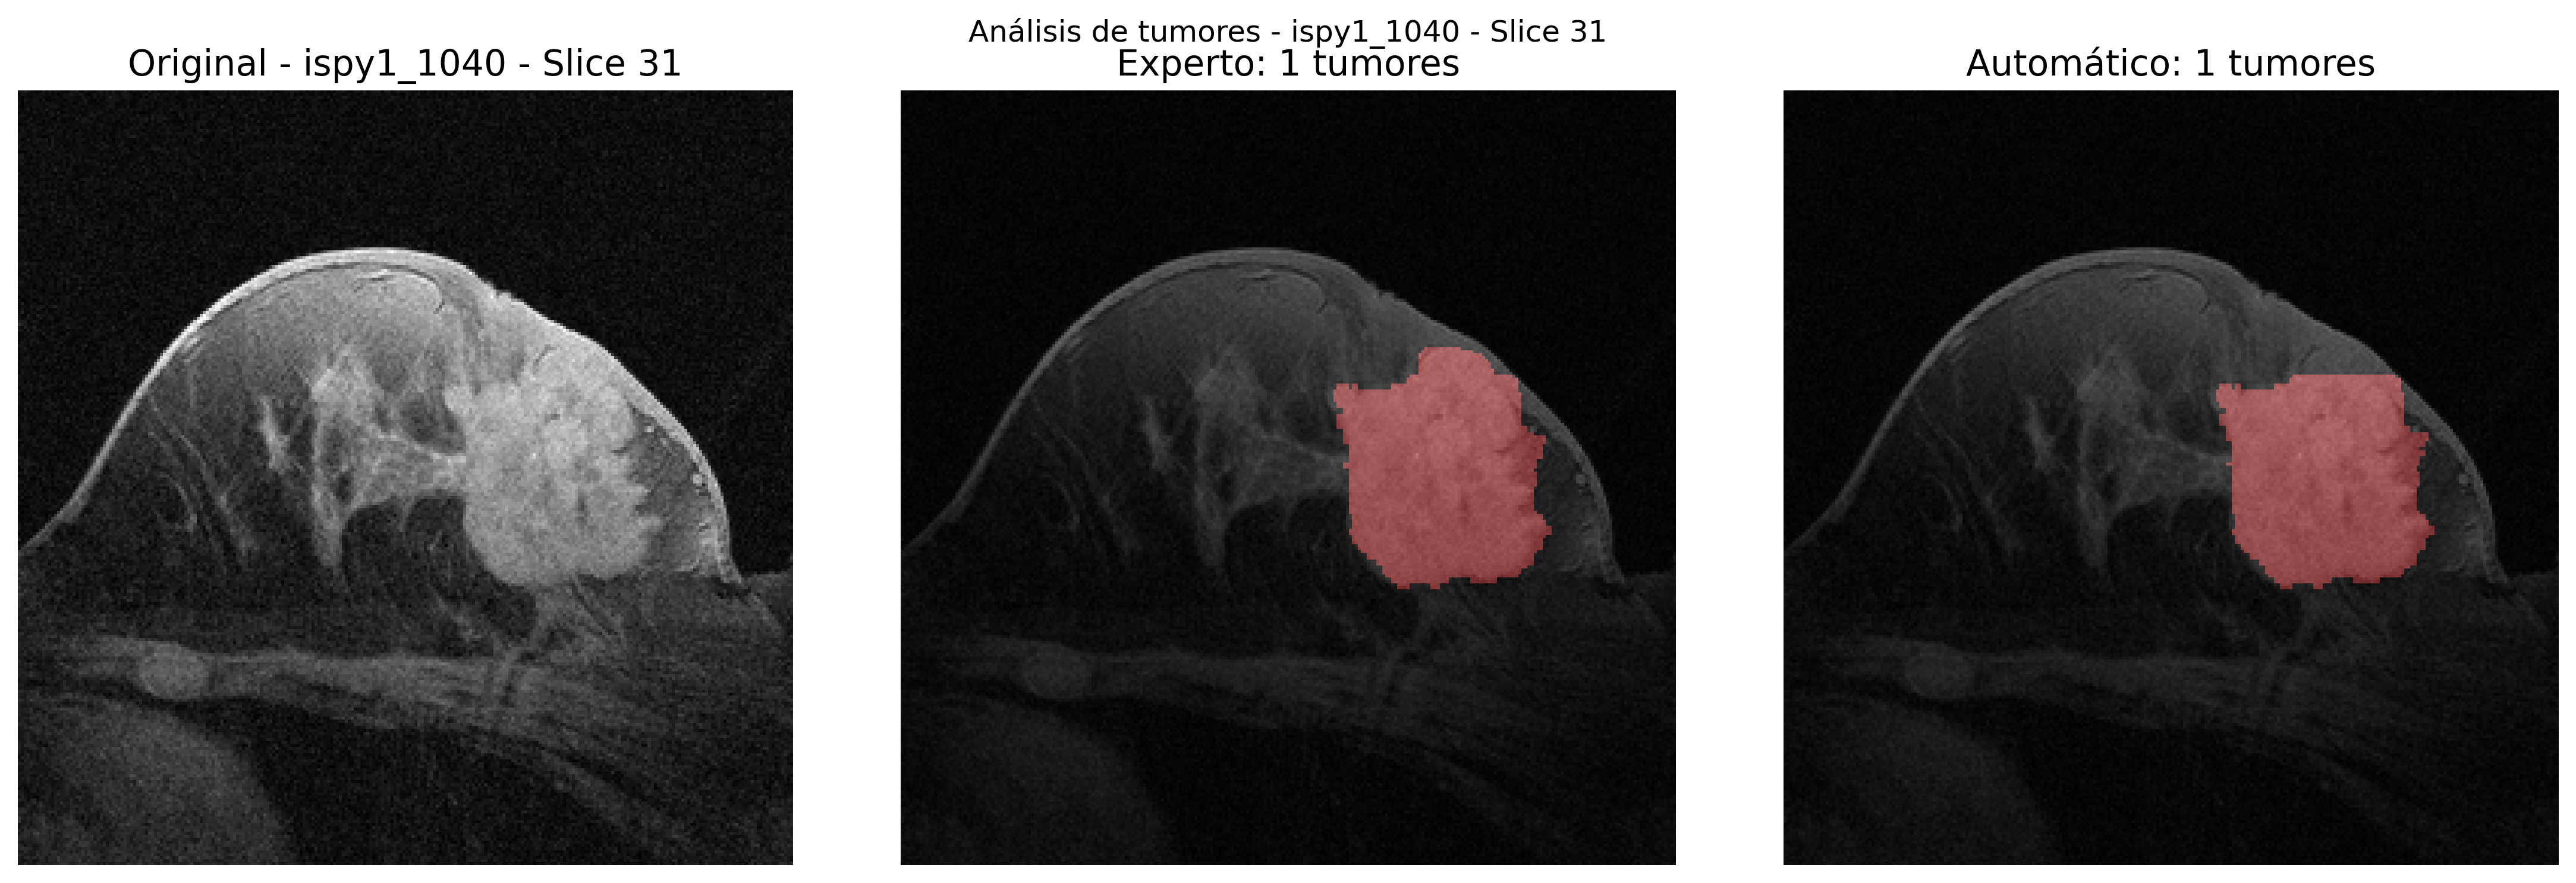 Análisis de tumores - ispy1_1040 - Slice 31
Original - ispy1_1040 - Slice 31
Experto: 1 tumores
Automático: 1 tumores